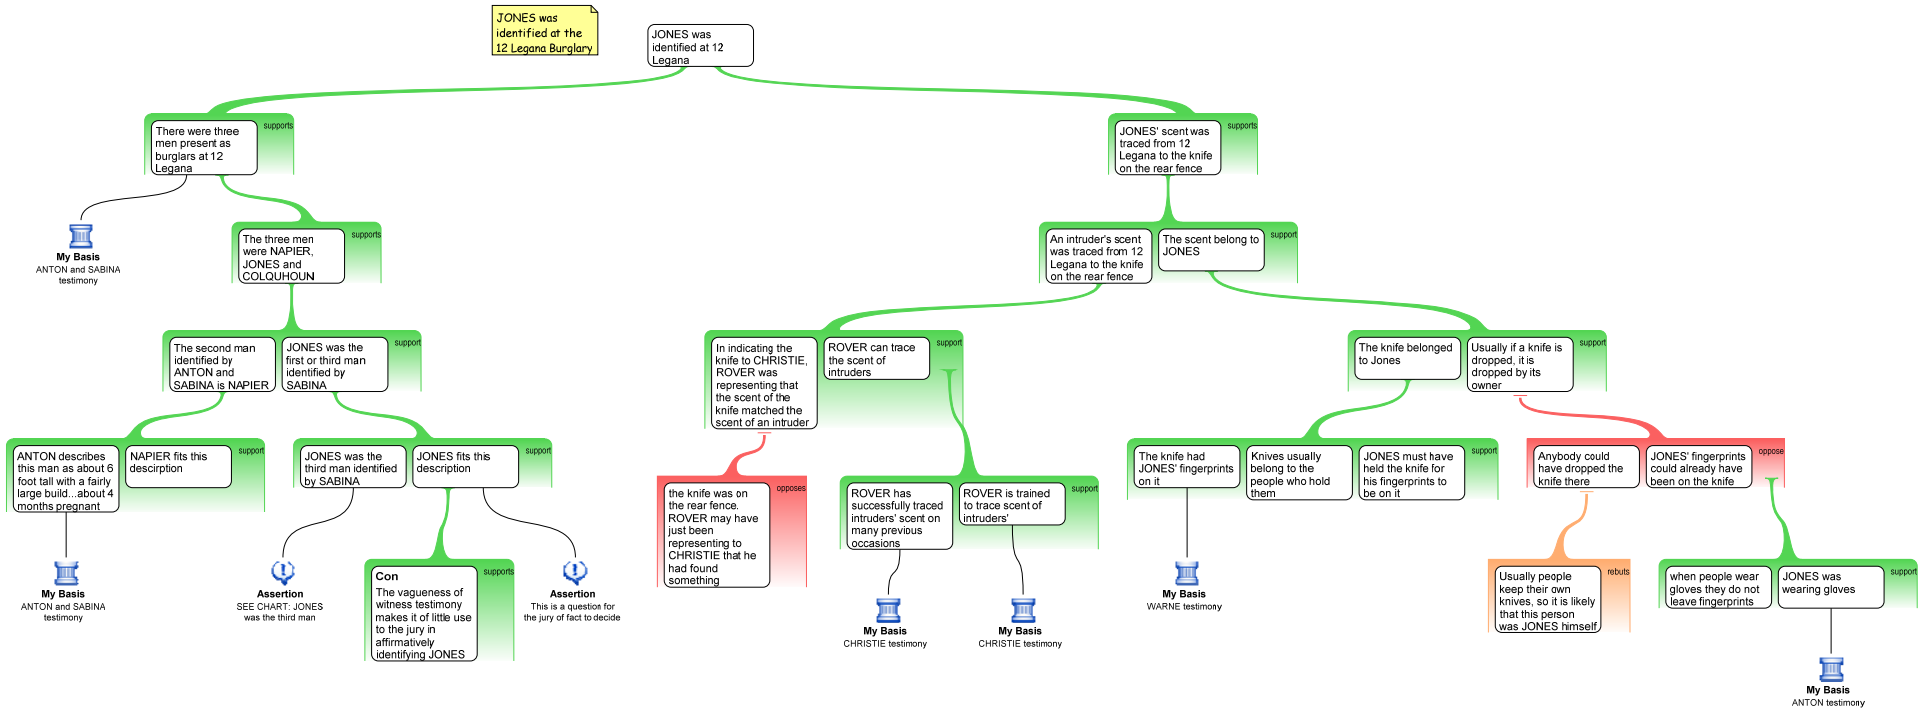 JONES was
identified at the
12 Legana Burglary
JONES was
identified at 12
Legana
supports
There were three
men present as
burglars at 12
Legana
supports
JONES' scent was
traced from 12
Legana to the knife
on the rear fence
My Basis
ANTON and SABINA
testimony
supports
The three men
were NAPIER,
JONES and
COLQUHOUN
support
An intruder's scent
was traced from 12
Legana to the knife
on the rear fence
The scent belong to
JONES
support
The second man
identified by
ANTON and
SABINA is NAPIER
JONES was the
first or third man
identified by
SABINA
support
In indicating the
knife to CHRISTIE,
ROVER was
representing that
the scent of the
knife matched the
scent of an intruder
ROVER can trace
the scent of
intruders
support
The knife belonged
to Jones
Usually if a knife is
dropped, it is
dropped by its
owner
support
ANTON describes
this man as about 6
foot tall with a fairly
large build...about 4
months pregnant
NAPIER fits this
descirption
support
JONES was the
third man identified
by SABINA
JONES fits this
description
opposes
the knife was on
the rear fence.
ROVER may have
just been
representing to
CHRISTIE that he
had found
something
support
ROVER has
successfully traced
intruders' scent on
many previous
occasions
ROVER is trained
to trace scent of
intruders'
support
The knife had
JONES' fingerprints
on it
Knives usually
belong to the
people who hold
them
JONES must have
held the knife for
his fingerprints to
be on it
oppose
Anybody could
have dropped the
knife there
JONES' fingerprints
could already have
been on the knife
My Basis
ANTON and SABINA
testimony
Assertion
SEE CHART: JONES
was the third man
supports
Con
The vagueness of
witness testimony
makes it of little use
to the jury in
affirmatively
identifying JONES
Assertion
This is a question for
the jury of fact to decide
My Basis
CHRISTIE testimony
My Basis
CHRISTIE testimony
My Basis
WARNE testimony
rebuts
Usually people
keep their own
knives, so it is likely
that this person
was JONES himself
support
when people wear
gloves they do not
leave fingerprints
JONES was
wearing gloves
My Basis
ANTON testimony